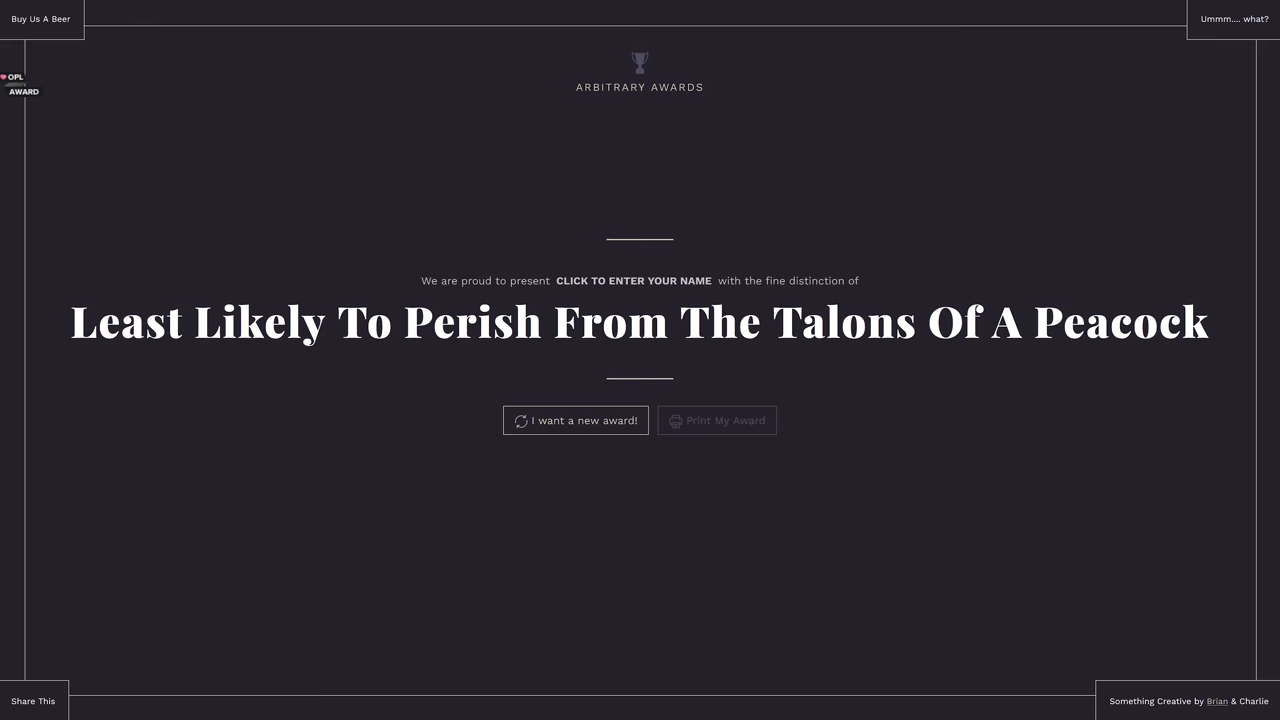 Buy Us A Beer
Ummm.... what?
OPL
AWARD
ARBITRARY AWARDS
We are proud to present CLICK TO ENTER YOUR NAME with the fine distinction of
Least Likely To Perish From The Talons Of A Peacock
I want a new award!
Print My Award
Share This
Something Creative by Brian & Charlie